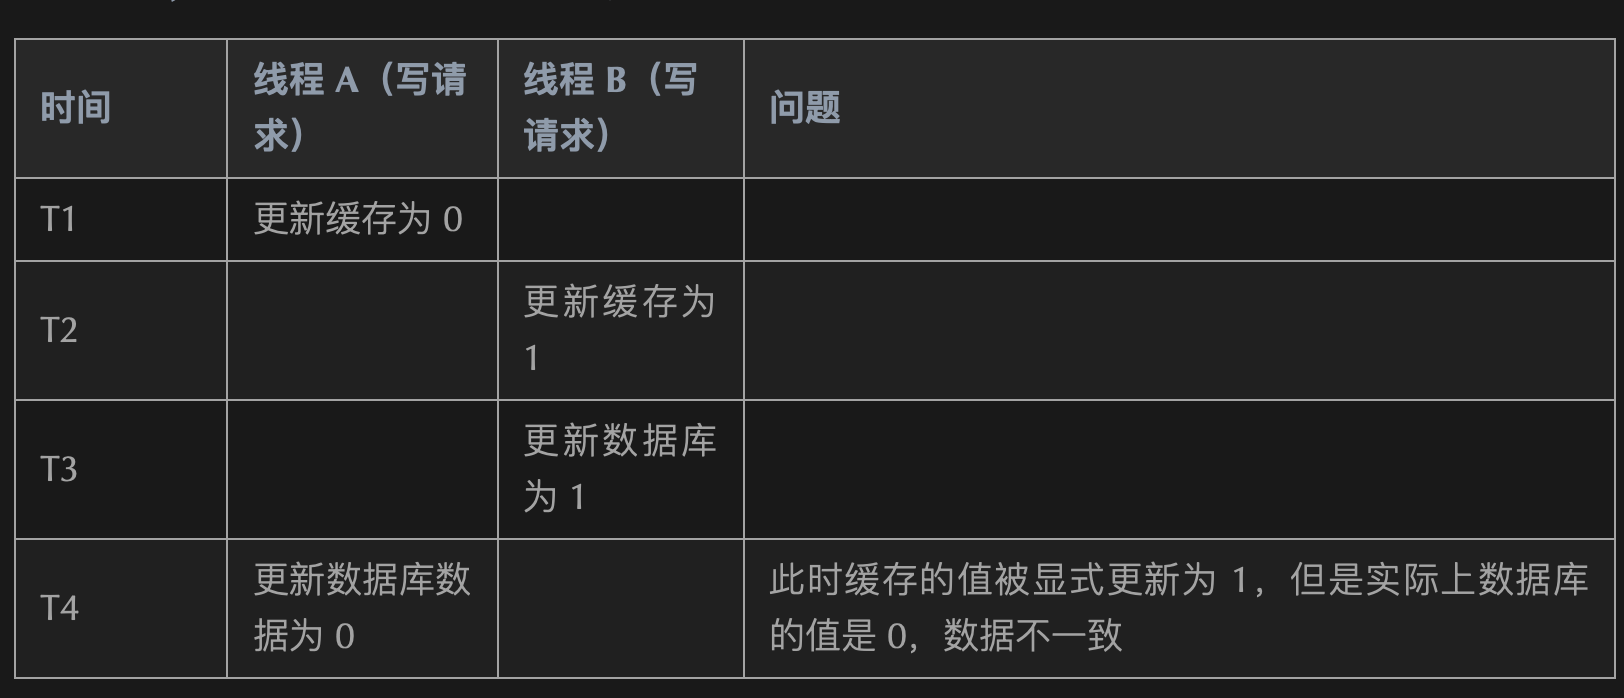 时间
线程 A（写请
求）
线程 B（写
请求）
问题
T1
更新缓存为 0
T2
更新缓存为
1
T3
更新数据库
为 1
T4
更新数据库数
据为 0
此时缓存的值被显式更新为 1，但是实际上数据库
的值是 0，数据不一致